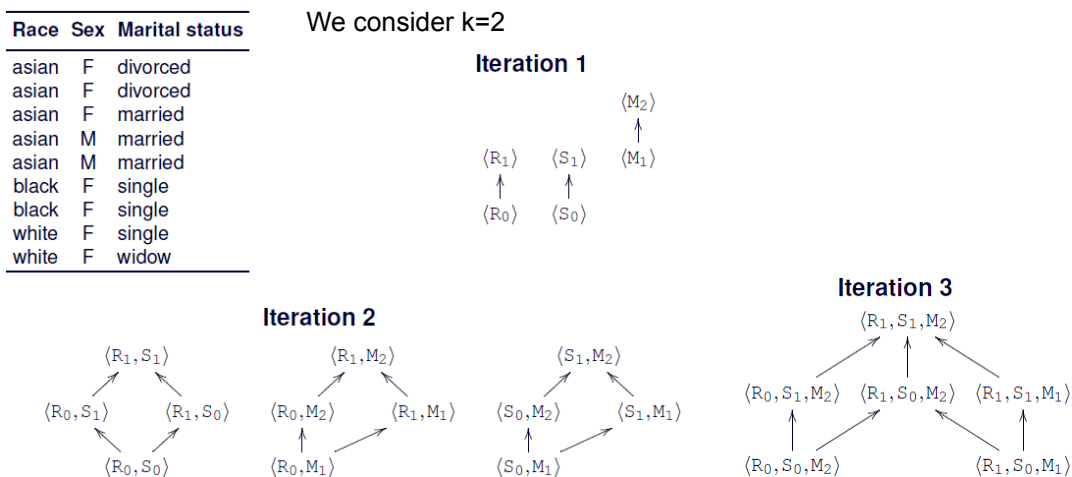 We consider k=2
Race Sex Marital status
asian F divorced
asian F divorced
asian F married
asian M married
asian M married
black F single
black F single
white F single
white F widow
Iteration 1
⟨M₂⟩
⟨R₁⟩ ⟨S₁⟩ ⟨M₁⟩
⟨R₀⟩ ⟨S₀⟩
Iteration 2
⟨R₁,S₁⟩ ⟨R₁,M₂⟩ ⟨S₁,M₂⟩
⟨R₀,S₁⟩ ⟨R₁,S₀⟩ ⟨R₀,M₂⟩ ⟨R₁,M₁⟩ ⟨S₀,M₂⟩ ⟨S₁,M₁⟩
⟨R₀,S₀⟩ ⟨R₀,M₁⟩ ⟨S₀,M₁⟩
Iteration 3
⟨R₁,S₁,M₂⟩
⟨R₀,S₁,M₂⟩ ⟨R₁,S₀,M₂⟩ ⟨R₁,S₁,M₁⟩
⟨R₀,S₀,M₂⟩ ⟨R₁,S₀,M₁⟩